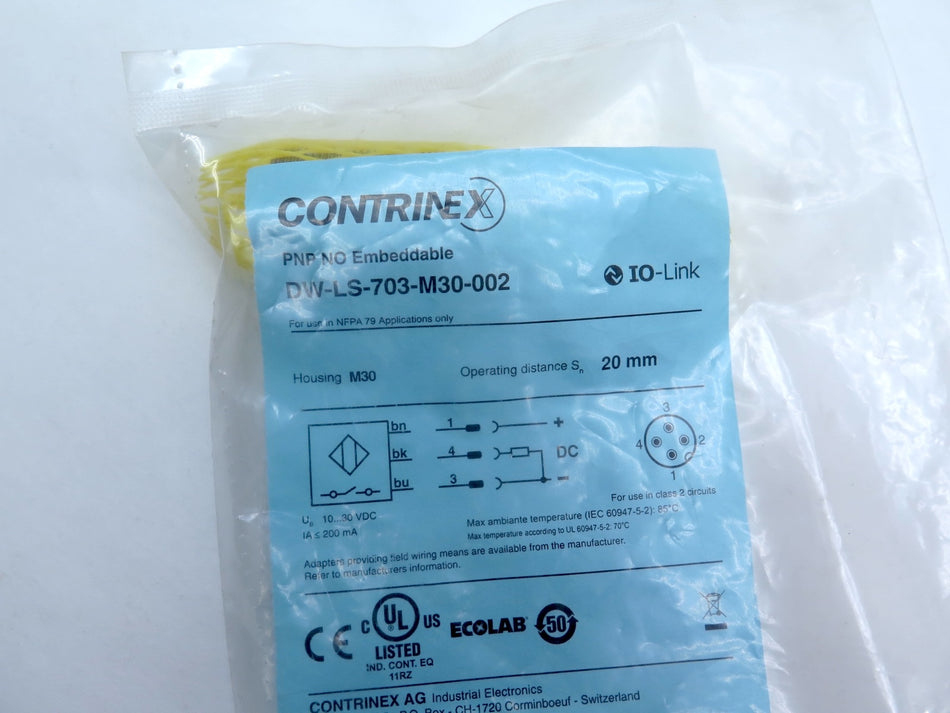 CONTRINEX
PNP NO Embeddable
DW-LS-703-M30-002
IO-Link
For use in NFPA 79 Applications only
Housing M30 Operating distance Sn 20 mm
bn 1 +
bk 4 DC
bu 3 -
3
4 2
1
For use in class 2 circuits
UB 10...30 VDC
IA ≤ 200 mA
Max ambiante temperature (IEC 60947-5-2): 85°C
Max temperature according to UL 60947-5-2: 70°C
Adapters providing field wiring means are available from the manufacturer.
Refer to manufacturers information.
CE
C UL US
LISTED
IND. CONT. EQ
11RZ
ECOLAB
50
CONTRINEX AG Industrial Electronics
P.O. Box - CH-1720 Corminboeuf - Switzerland